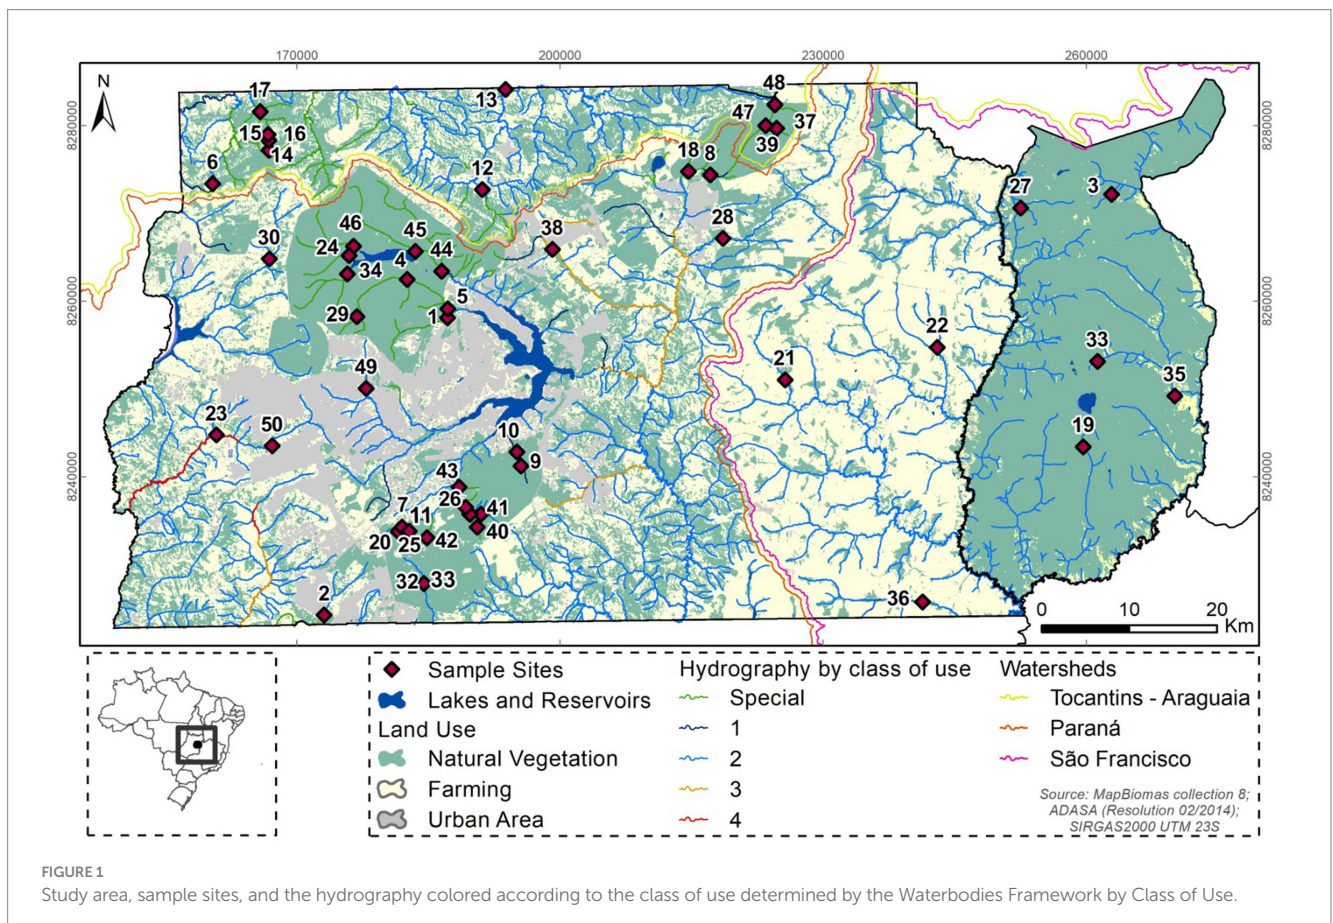 170000 200000 230000 260000
N
8280000 8280000
8260000 8260000
8240000 8240000
17
13
48
47
37
15
16
14
39
6
12
18
8
27
3
46
45
38
28
30
24
4
44
34
5
29
1
22
33
21
49
35
23
50
10
19
9
43
26
41
7
11
20
25
42
40
32
33
2
36
0 10 20
Km
Sample Sites
Lakes and Reservoirs
Land Use
Natural Vegetation
Farming
Urban Area
Hydrography by class of use
Special
1
2
3
4
Watersheds
Tocantins - Araguaia
Paraná
São Francisco
Source: MapBiomas collection 8;
ADASA (Resolution 02/2014);
SIRGAS2000 UTM 23S
FIGURE 1
Study area, sample sites, and the hydrography colored according to the class of use determined by the Waterbodies Framework by Class of Use.